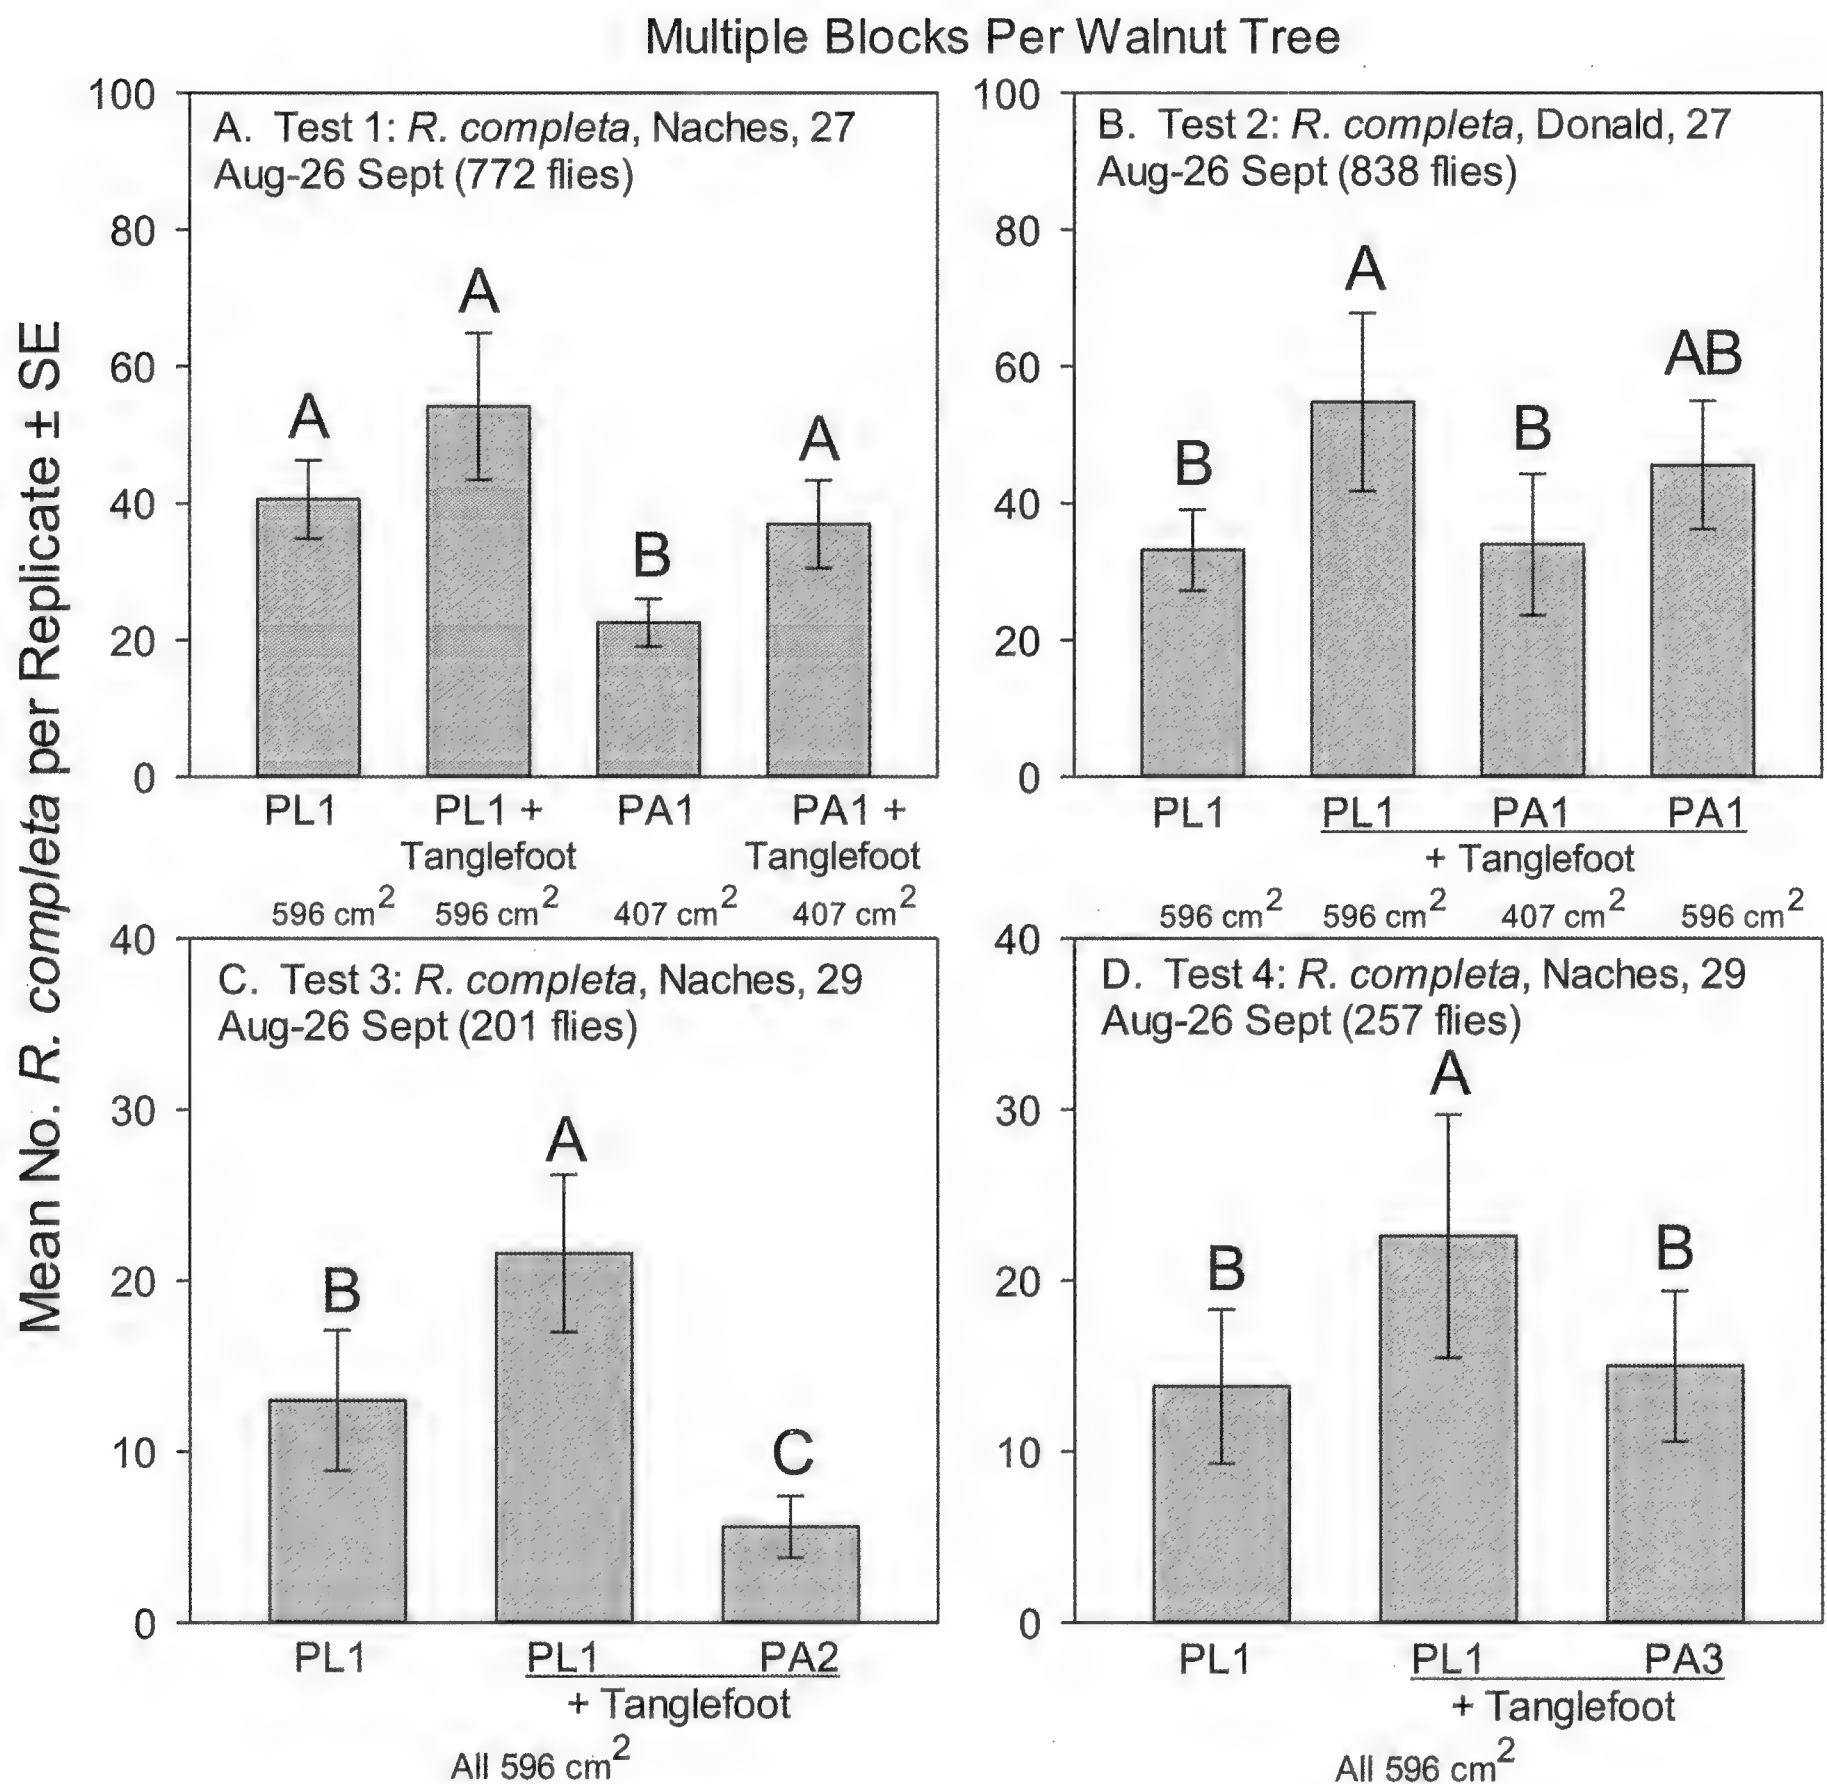 Multiple Blocks Per Walnut Tree
Mean No. R. completa per Replicate ± SE
A. Test 1: R. completa, Naches, 27
Aug-26 Sept (772 flies)
100
80
60
40
20
0
A
A
B
A
PL1
PL1 +
Tanglefoot
PA1
PA1 +
Tanglefoot
596 cm²
596 cm²
407 cm²
407 cm²
B. Test 2: R. completa, Donald, 27
Aug-26 Sept (838 flies)
100
80
60
40
20
0
B
A
B
AB
PL1
PL1
PA1
PA1
+ Tanglefoot
596 cm²
596 cm²
407 cm²
596 cm²
C. Test 3: R. completa, Naches, 29
Aug-26 Sept (201 flies)
40
30
20
10
0
B
A
C
PL1
PL1
PA2
+ Tanglefoot
All 596 cm²
D. Test 4: R. completa, Naches, 29
Aug-26 Sept (257 flies)
40
30
20
10
0
B
A
B
PL1
PL1
PA3
+ Tanglefoot
All 596 cm²